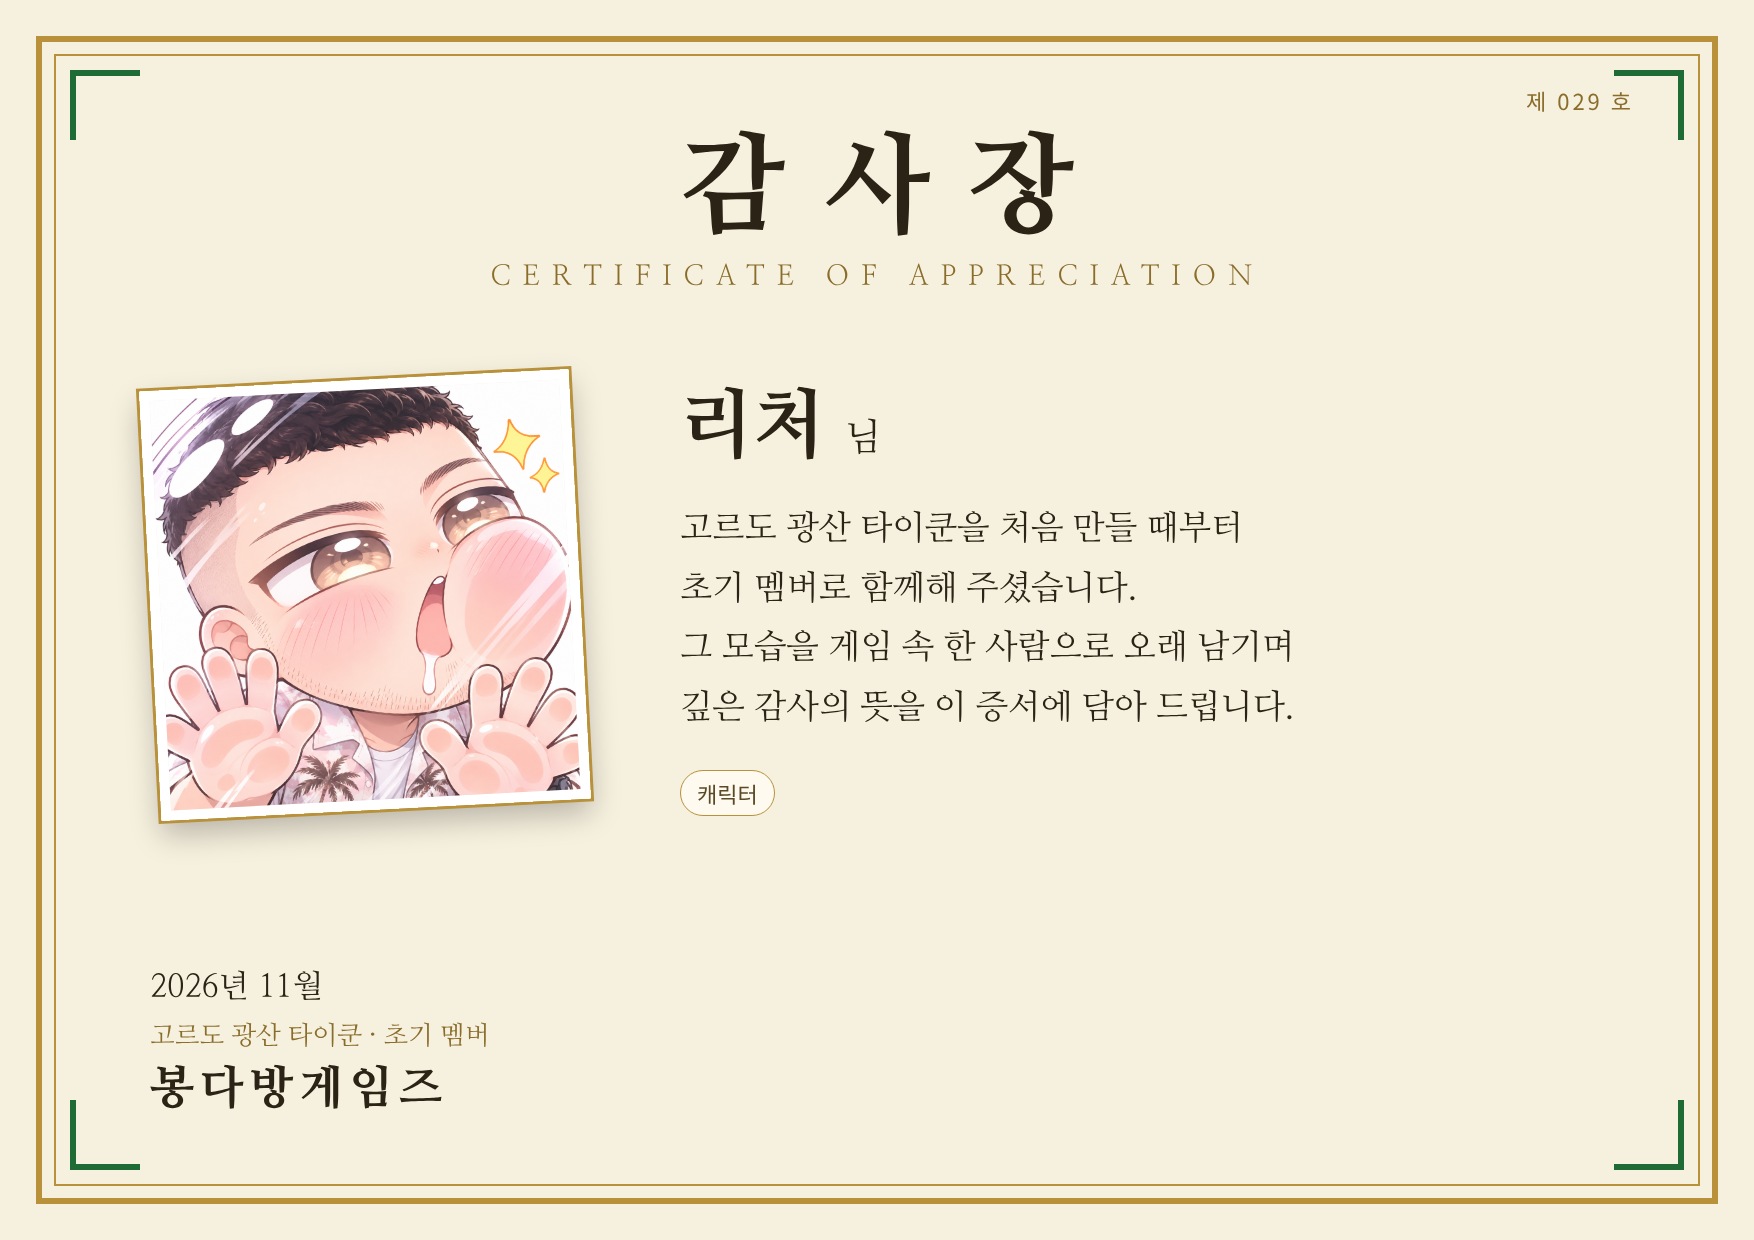 제 029 호
감사장
CERTIFICATE OF APPRECIATION
리처 님
고르도 광산 타이쿤을 처음 만들 때부터
초기 멤버로 함께해 주셨습니다.
그 모습을 게임 속 한 사람으로 오래 남기며
깊은 감사의 뜻을 이 증서에 담아 드립니다.
캐릭터
2026년 11월
고르도 광산 타이쿤 · 초기 멤버
봉다방게임즈